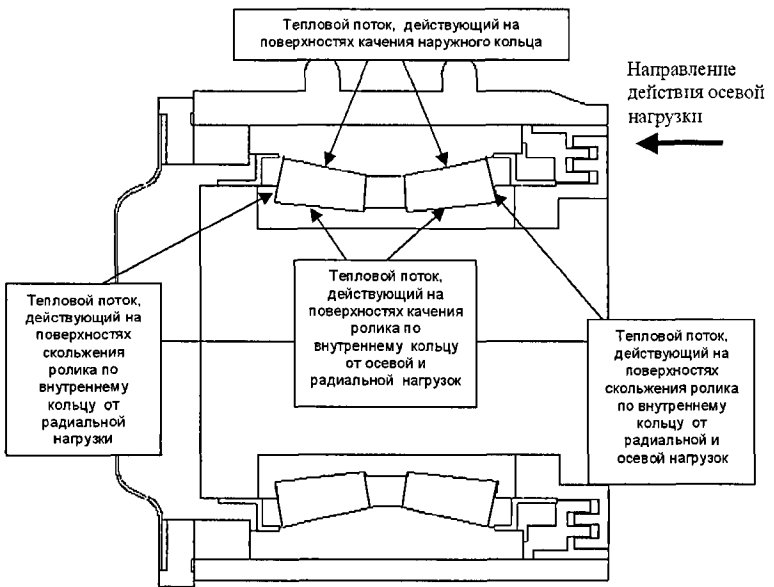 Тепловой поток, действующий на
поверхностях качения наружного кольца
Направление
действия осевой
нагрузки
Тепловой поток,
действующий на
поверхностях
скольжения
ролика по
внутреннему
кольцу от
радиальной
нагрузки
Тепловой поток,
действующий на
поверхностях качения
ролика по
внутреннему кольцу
от осевой и
радиальной нагрузок
Тепловой поток,
действующий на
поверхностях
скольжения ролика
по внутреннему
кольцу от
радиальной и
осевой нагрузок